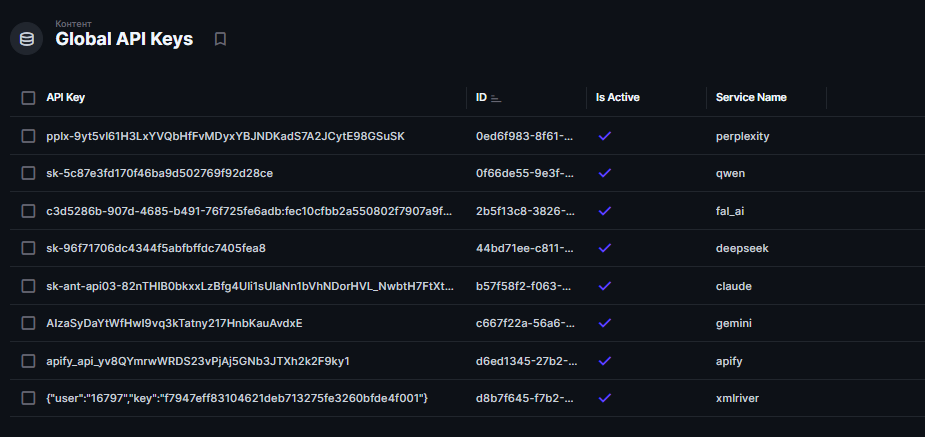 Контент
Global API Keys
API Key
ID
Is Active
Service Name
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 0ed6f983-8f61-... perplexity
sk-5c87e3fd170f46ba9d502769f92d28ce 0f66de55-9e3f-... qwen
c3d5286b-907d-4685-b491-76f725fe6adb:fec10cfbb2a550802f7907a9f... 2b5f13c8-3826-... fal_ai
sk-96f71706dc4344f5abfbffdc7405fea8 44bd71ee-c811-... deepseek
sk-ant-api03-82nTHIB0bkxxLzBfg4Uli1sUlaNn1bVhNDorHVL_NwbtH7FtXt... b57f58f2-f063-... claude
AIzaSyDaYtWfHwI9vq3kTatny217HnbKauAvdxE c667f22a-56a6-... gemini
apify_api_yv8QYmrwWRDS23vPjAj5GNb3JTXh2k2F9ky1 d6ed1345-27b2-... apify
{"user":"16797","key":"f7947eff83104621deb713275fe3260bfde4f001"} d8b7f645-f7b2-... xmlriver